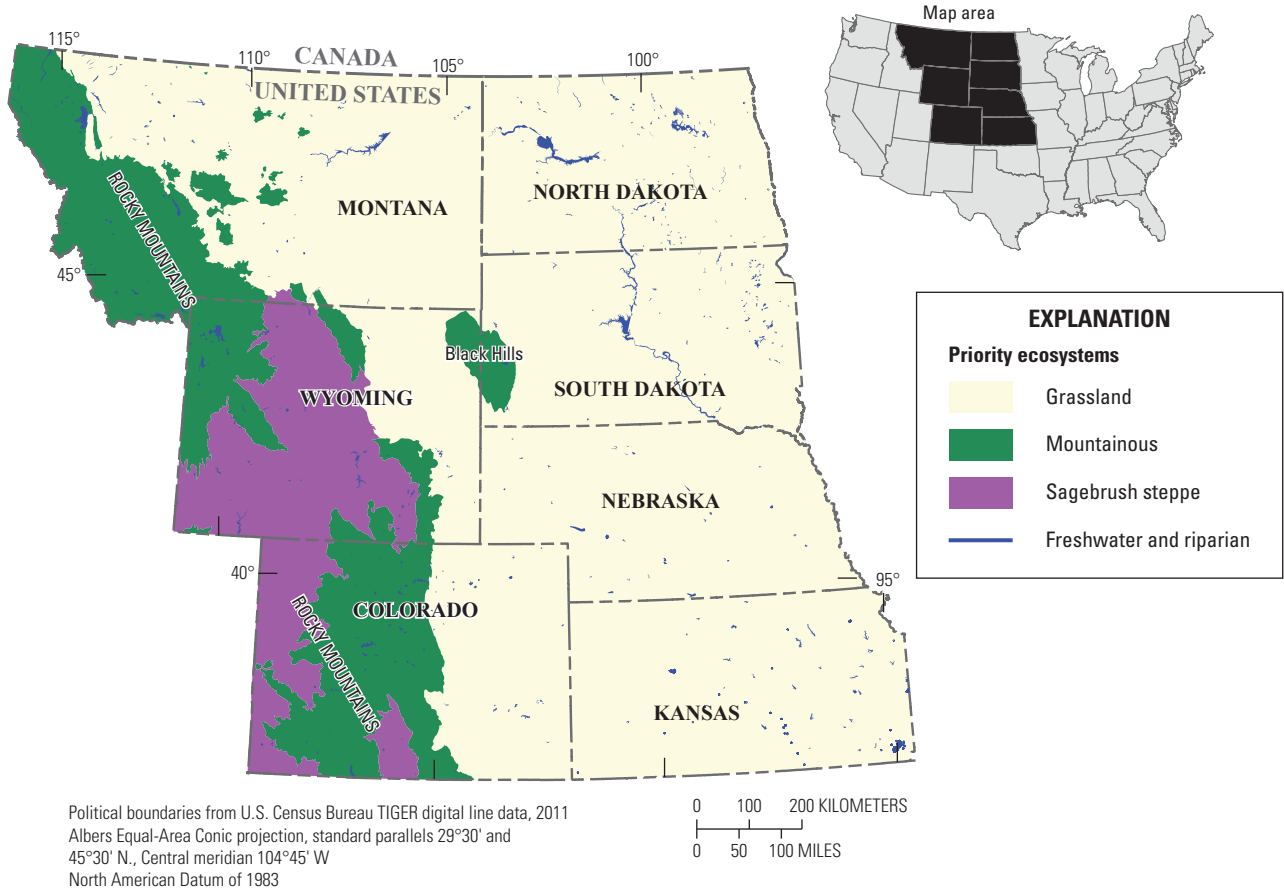 Map area
115°
110°
CANADA
105°
100°
UNITED STATES
ROCKY MOUNTAINS
MONTANA
NORTH DAKOTA
45°
Black Hills
WYOMING
SOUTH DAKOTA
NEBRASKA
40°
95°
ROCKY MOUNTAINS
COLORADO
KANSAS
EXPLANATION
Priority ecosystems
Grassland
Mountainous
Sagebrush steppe
Freshwater and riparian
Political boundaries from U.S. Census Bureau TIGER digital line data, 2011
Albers Equal-Area Conic projection, standard parallels 29°30' and
45°30' N., Central meridian 104°45' W
North American Datum of 1983
0 100 200 KILOMETERS
0 50 100 MILES